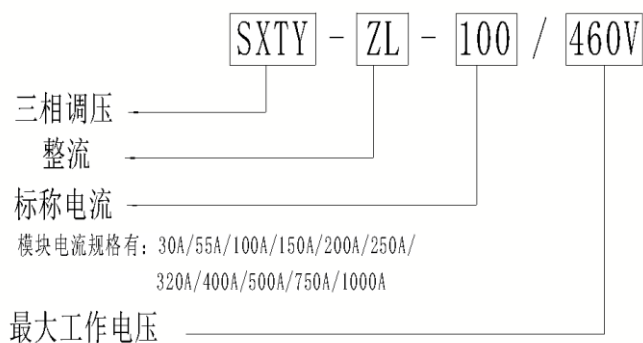 SXTY - ZL - 100 / 460V
三相调压
整流
标称电流
模块电流规格有: 30A/55A/100A/150A/200A/250A/
320A/400A/500A/750A/1000A
最大工作电压